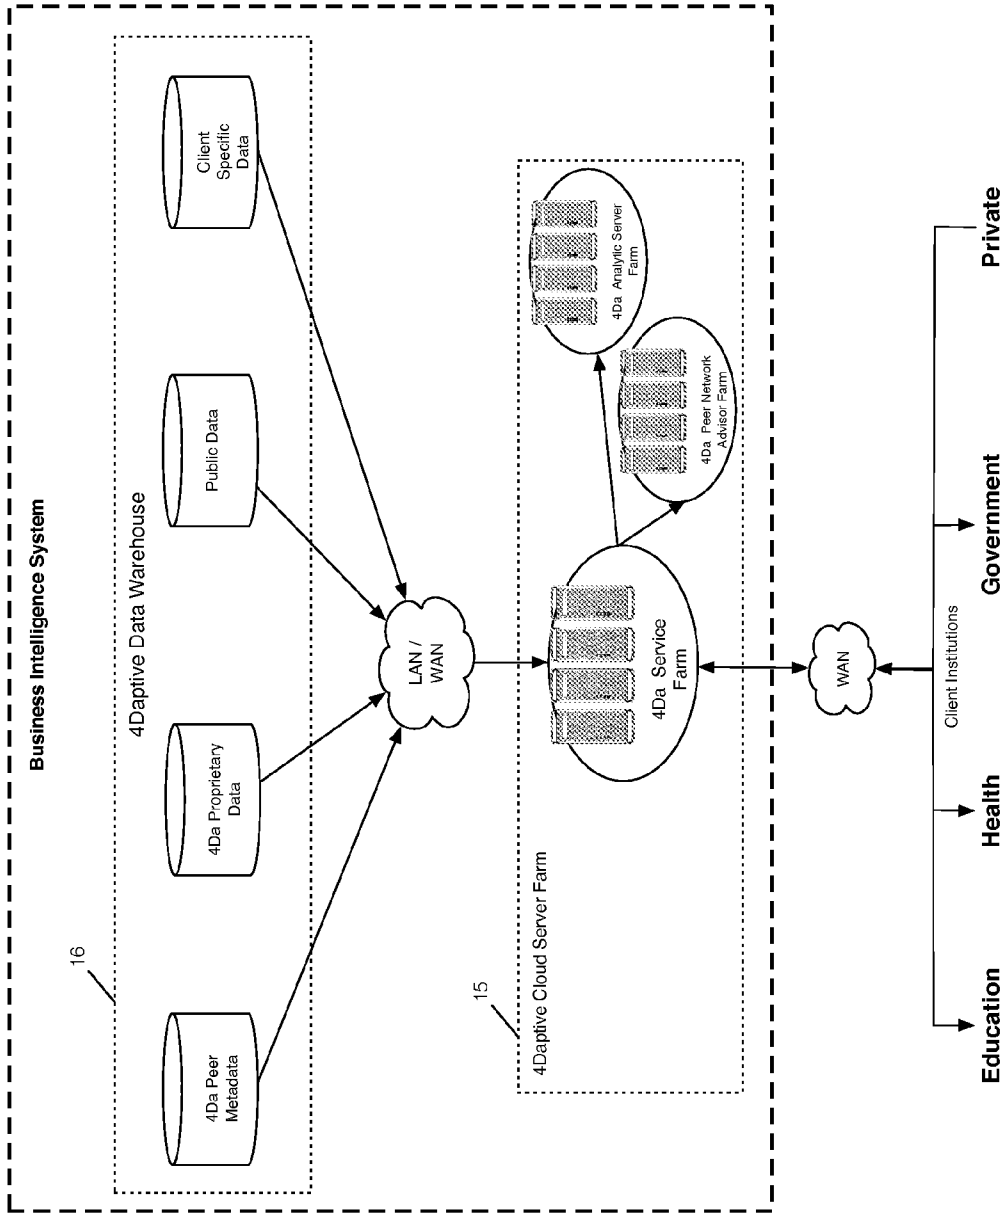 Business Intelligence System
16
4Daptive Data Warehouse
4Da Peer
Metadata
4Da Proprietary
Data
Public Data
Client
Specific
Data
LAN /
WAN
15
4Daptive Cloud Server Farm
4Da Service
Farm
4Da Peer Network
Advisor Farm
4Da Analytic Server
Farm
WAN
Client Institutions
Education
Health
Government
Private